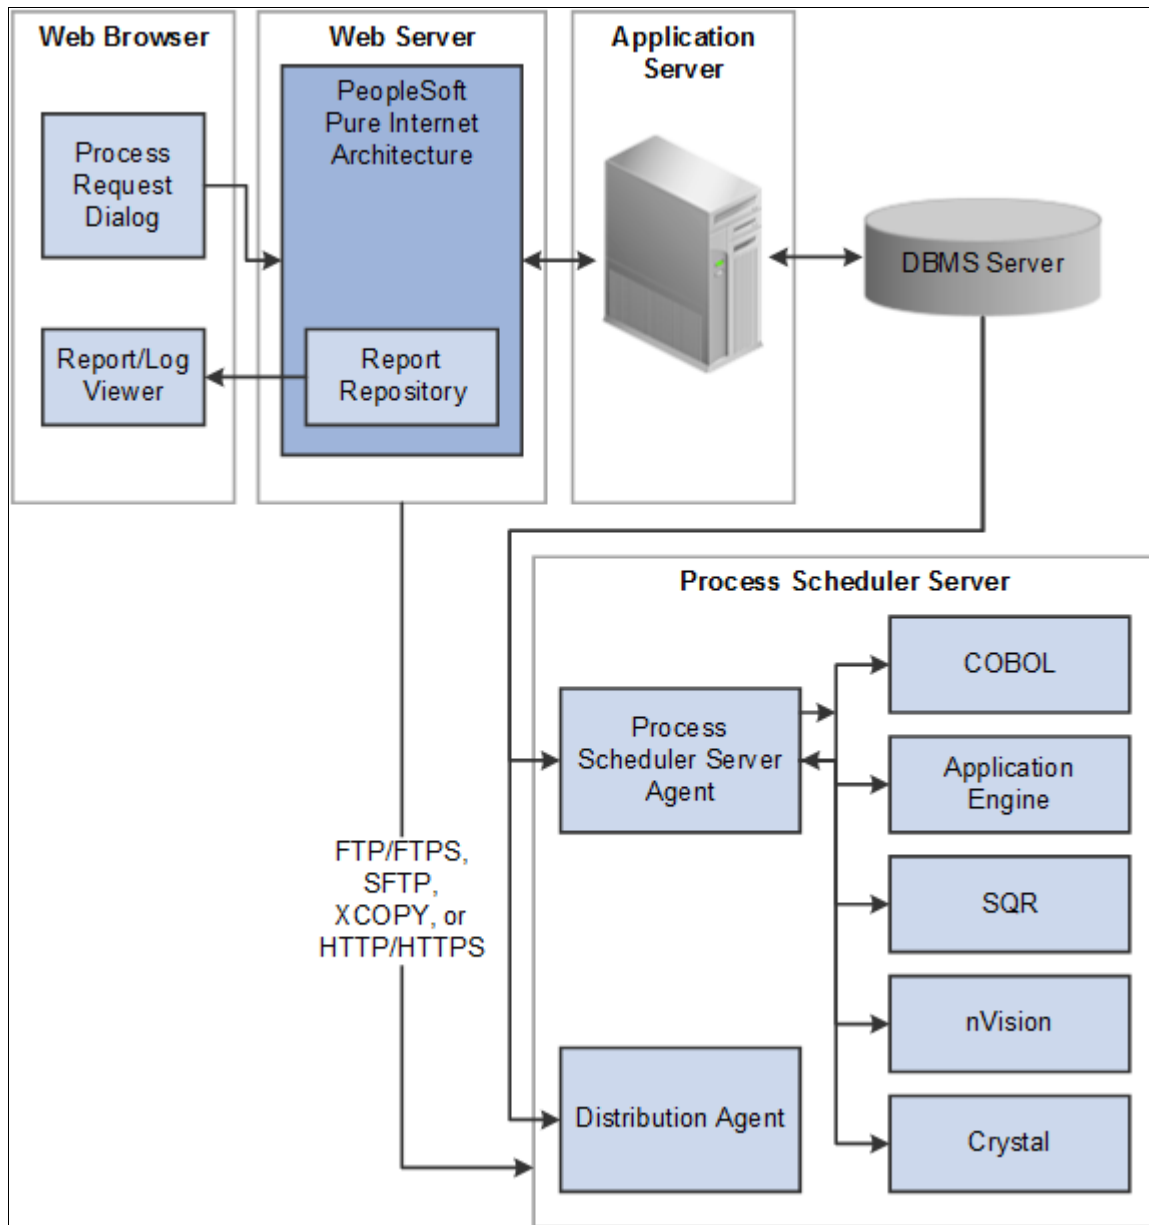 Web Browser
Web Server
Application
Server
PeopleSoft
Pure Internet
Architecture
Process
Request
Dialog
DBMS Server
Report/Log
Viewer
Report
Repository
Process Scheduler Server
COBOL
Process
Scheduler Server
Agent
Application
Engine
FTP/FTPS,
SFTP,
XCOPY, or
HTTP/HTTPS
SQR
nVision
Distribution Agent
Crystal